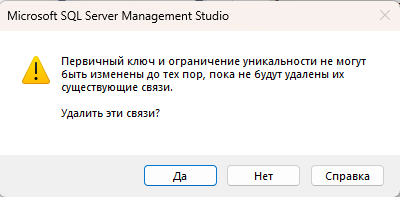 Microsoft SQL Server Management Studio
Первичный ключ и ограничение уникальности не могут
быть изменены до тех пор, пока не будут удалены их
существующие связи.
Удалить эти связи?
Да
Нет
Справка